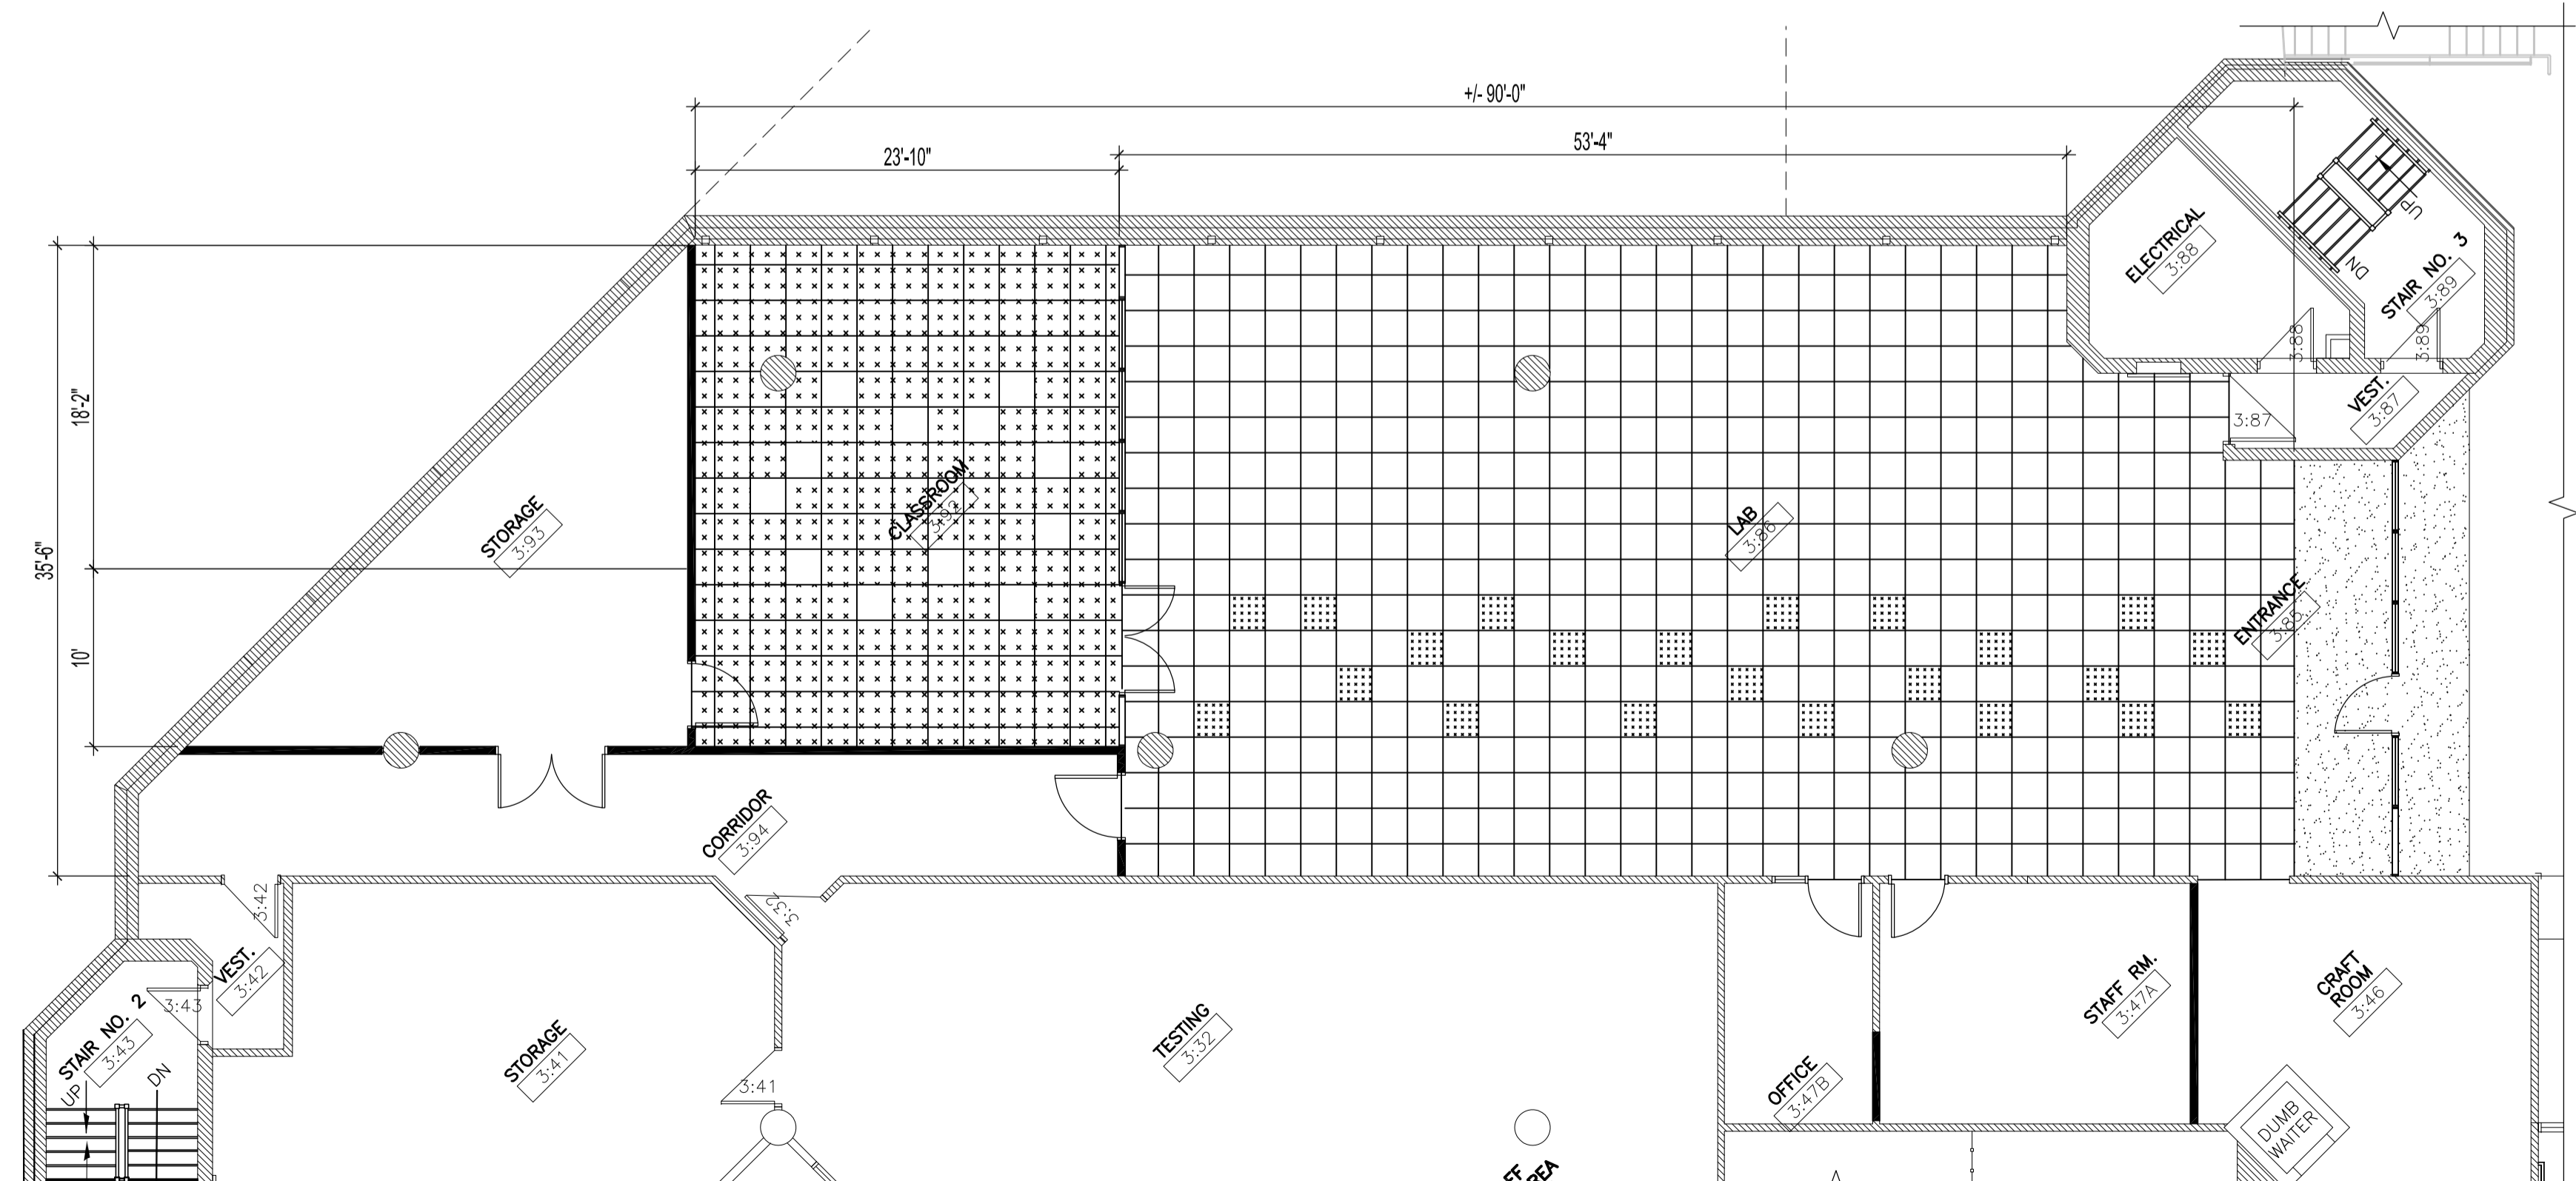 +/- 90'-0"
53'-4"
23'-10"
18'-2"
35'-6"
10'
UP
DN
ELECTRICAL
3:88
STAIR NO. 3
3:89
3:88
3:89
VEST.
3:87
3:87
STORAGE
3:93
CLASSROOM
3:92
LAB
3:86
ENTRANCE
3:85
CORRIDOR
3:94
3:42
3:32
VEST.
3:42
3:43
STAIR NO. 2
3:43
UP
DN
STORAGE
3:41
3:41
TESTING
3:32
OFFICE
3:47B
STAFF RM.
3:47A
CRAFT
ROOM
3:46
DUMB
WAITER